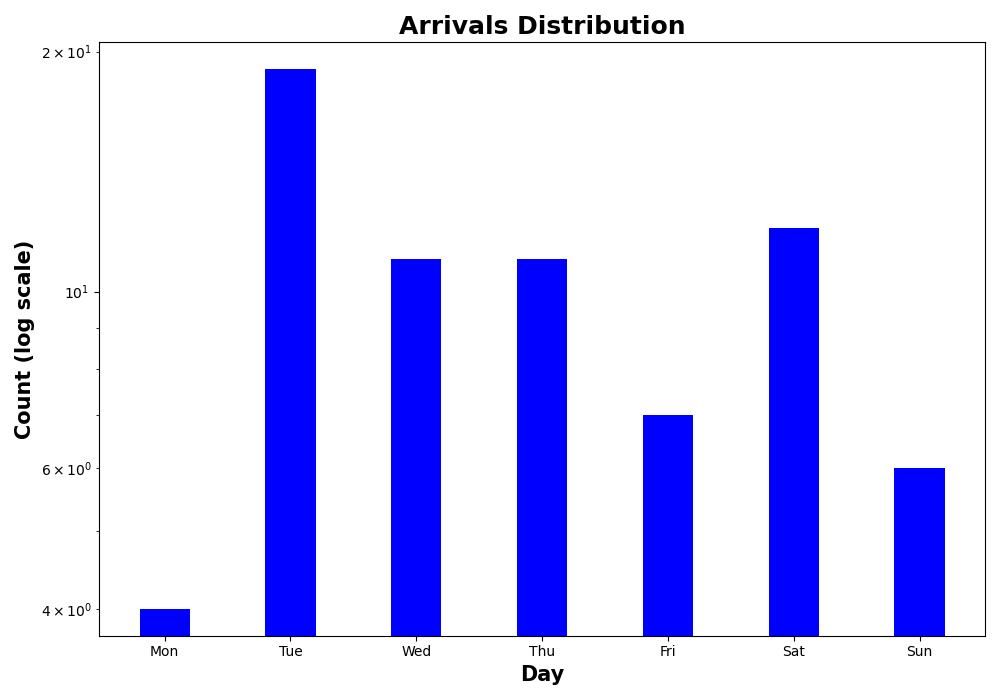 Arrivals Distribution
Count (log scale)
2 × 10¹
10¹
6 × 10⁰
4 × 10⁰
Mon Tue Wed Thu Fri Sat Sun
Day